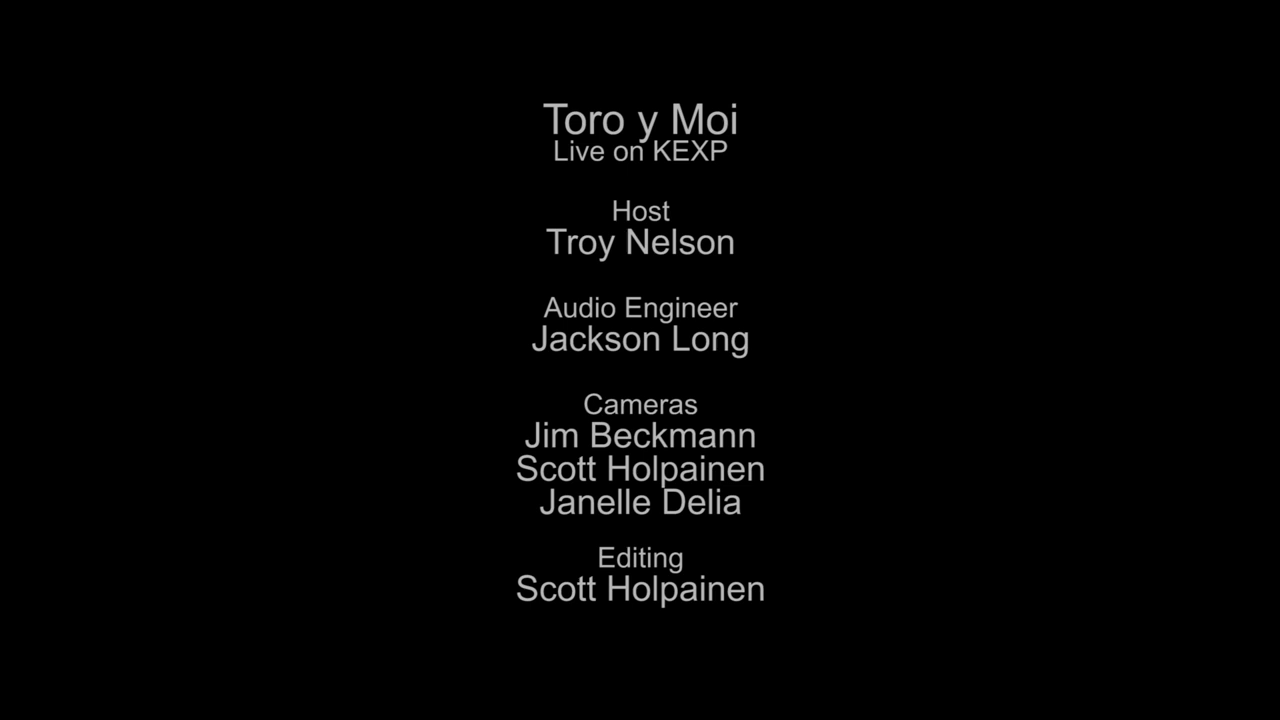 Toro y Moi
Live on KEXP
Host
Troy Nelson
Audio Engineer
Jackson Long
Cameras
Jim Beckmann
Scott Holpainen
Janelle Delia
Editing
Scott Holpainen